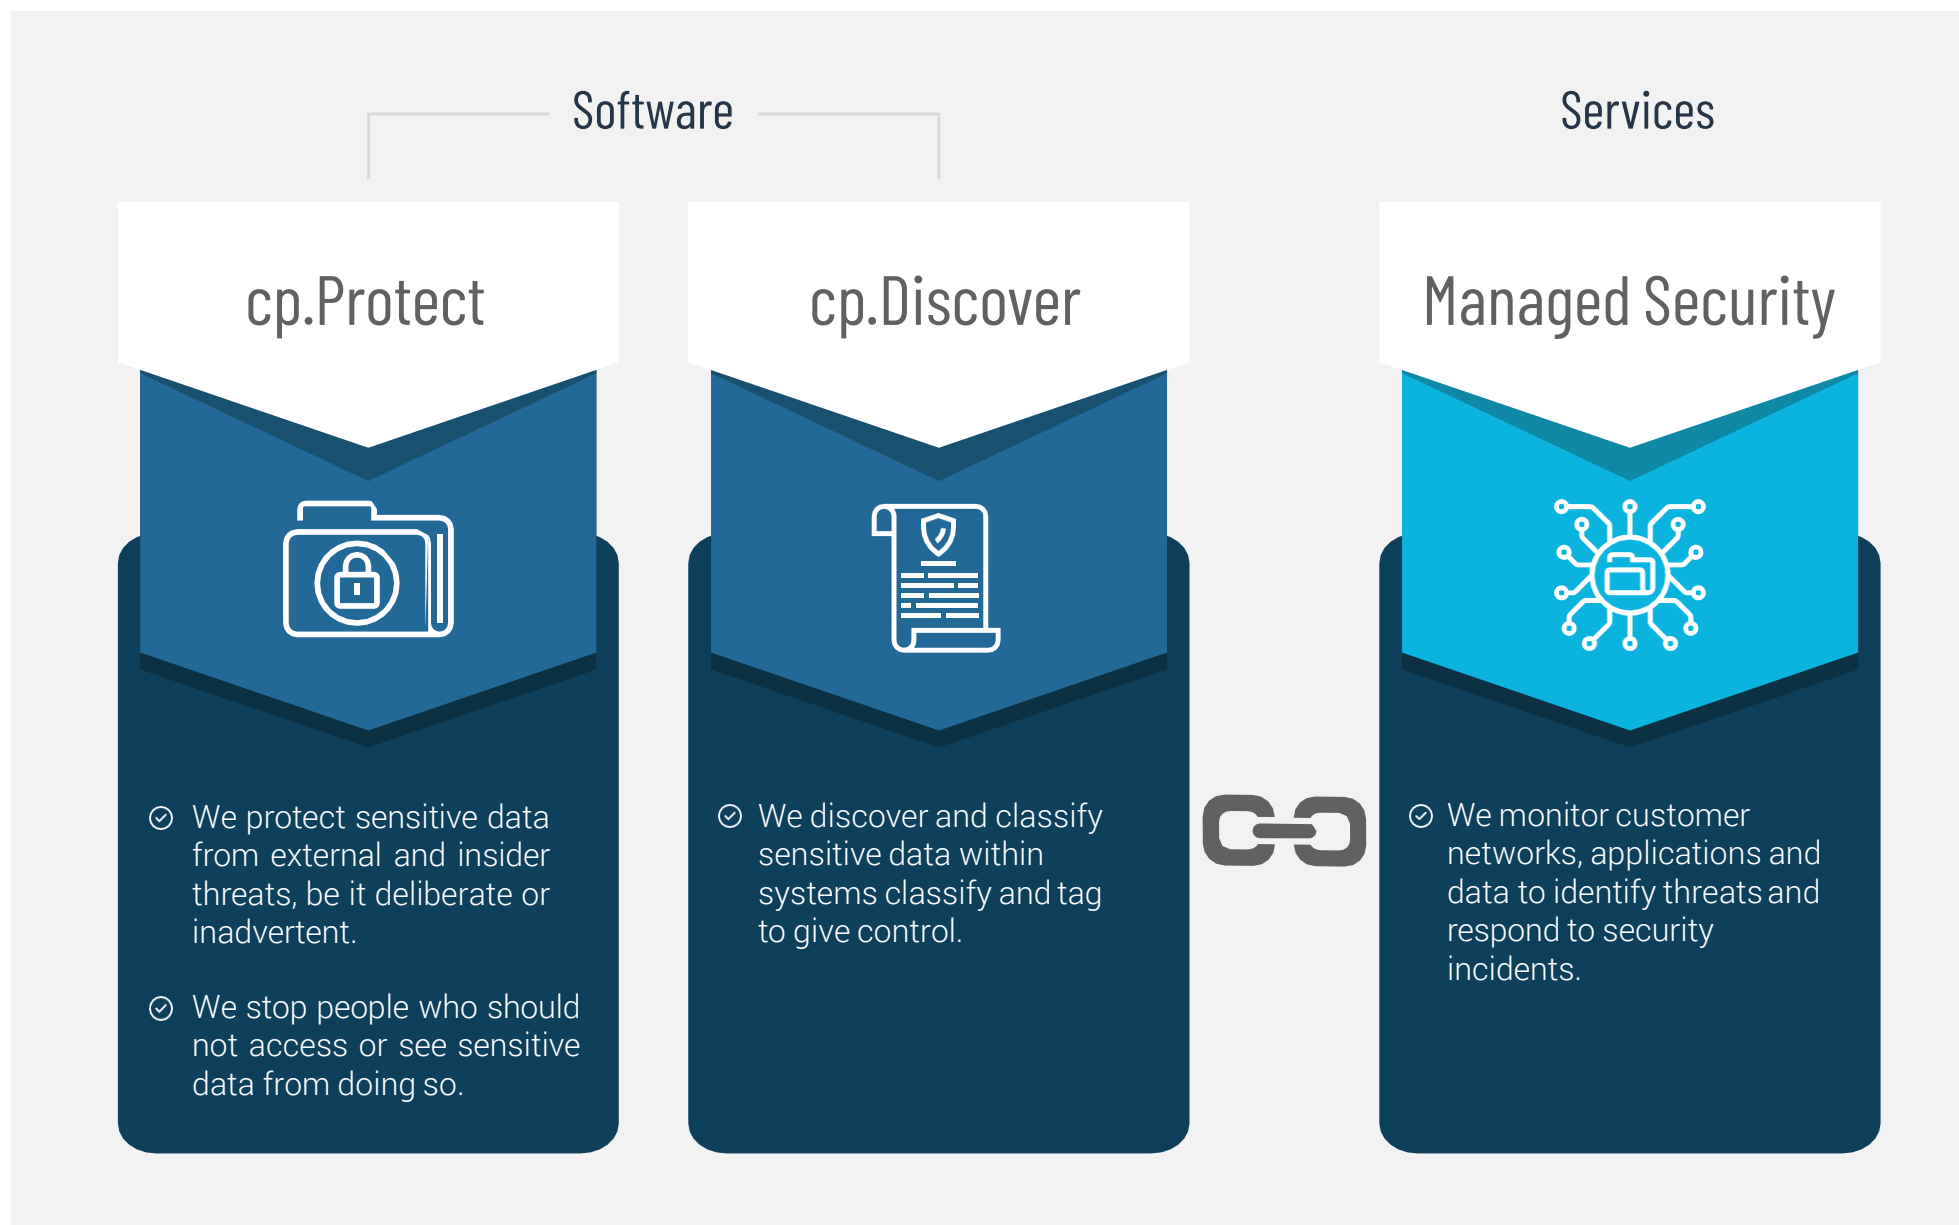 Software
Services
cp.Protect
cp.Discover
Managed Security
We protect sensitive data
from external and insider
threats, be it deliberate or
inadvertent.
We stop people who should
not access or see sensitive
data from doing so.
We discover and classify
sensitive data within
systems classify and tag
to give control.
We monitor customer
networks, applications and
data to identify threats and
respond to security
incidents.